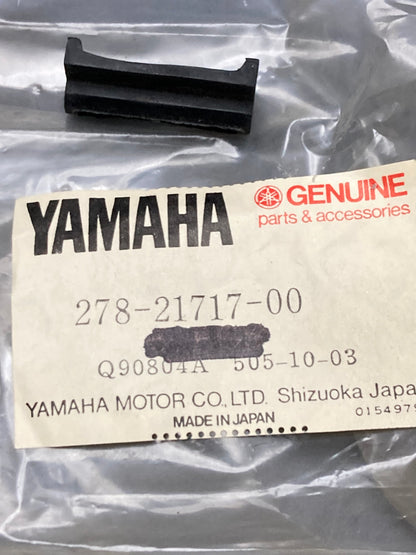 YAMAHA
GENUINE
parts & accessories
278-21717-00
Q90804A 505-10-03
YAMAHA MOTOR CO., LTD. Shizuoka Japa
MADE IN JAPAN
0154979